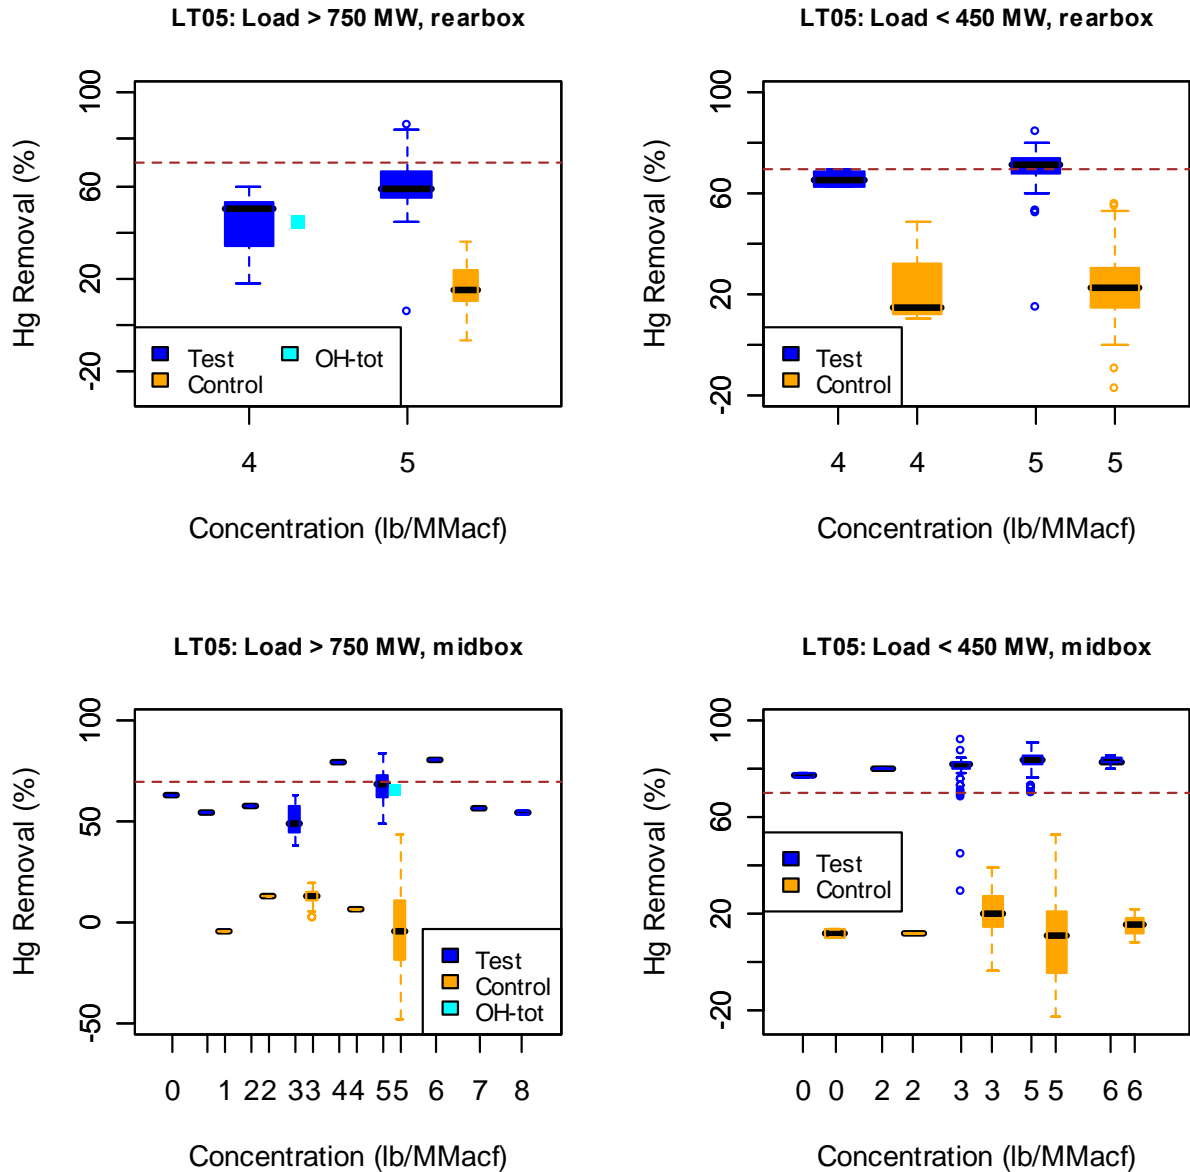 LT05: Load > 750 MW, rearbox
Hg Removal (%)
100
60
20
-20
Test
OH-tot
Control
4
5
Concentration (lb/MMacf)
LT05: Load < 450 MW, rearbox
Hg Removal (%)
100
60
20
-20
Test
Control
4
4
5
5
Concentration (lb/MMacf)
LT05: Load > 750 MW, midbox
Hg Removal (%)
100
50
0
-50
Test
Control
OH-tot
0 1 22 33 44 55 6 7 8
Concentration (lb/MMacf)
LT05: Load < 450 MW, midbox
Hg Removal (%)
100
60
20
-20
Test
Control
0 0 2 2 3 3 5 5 6 6
Concentration (lb/MMacf)